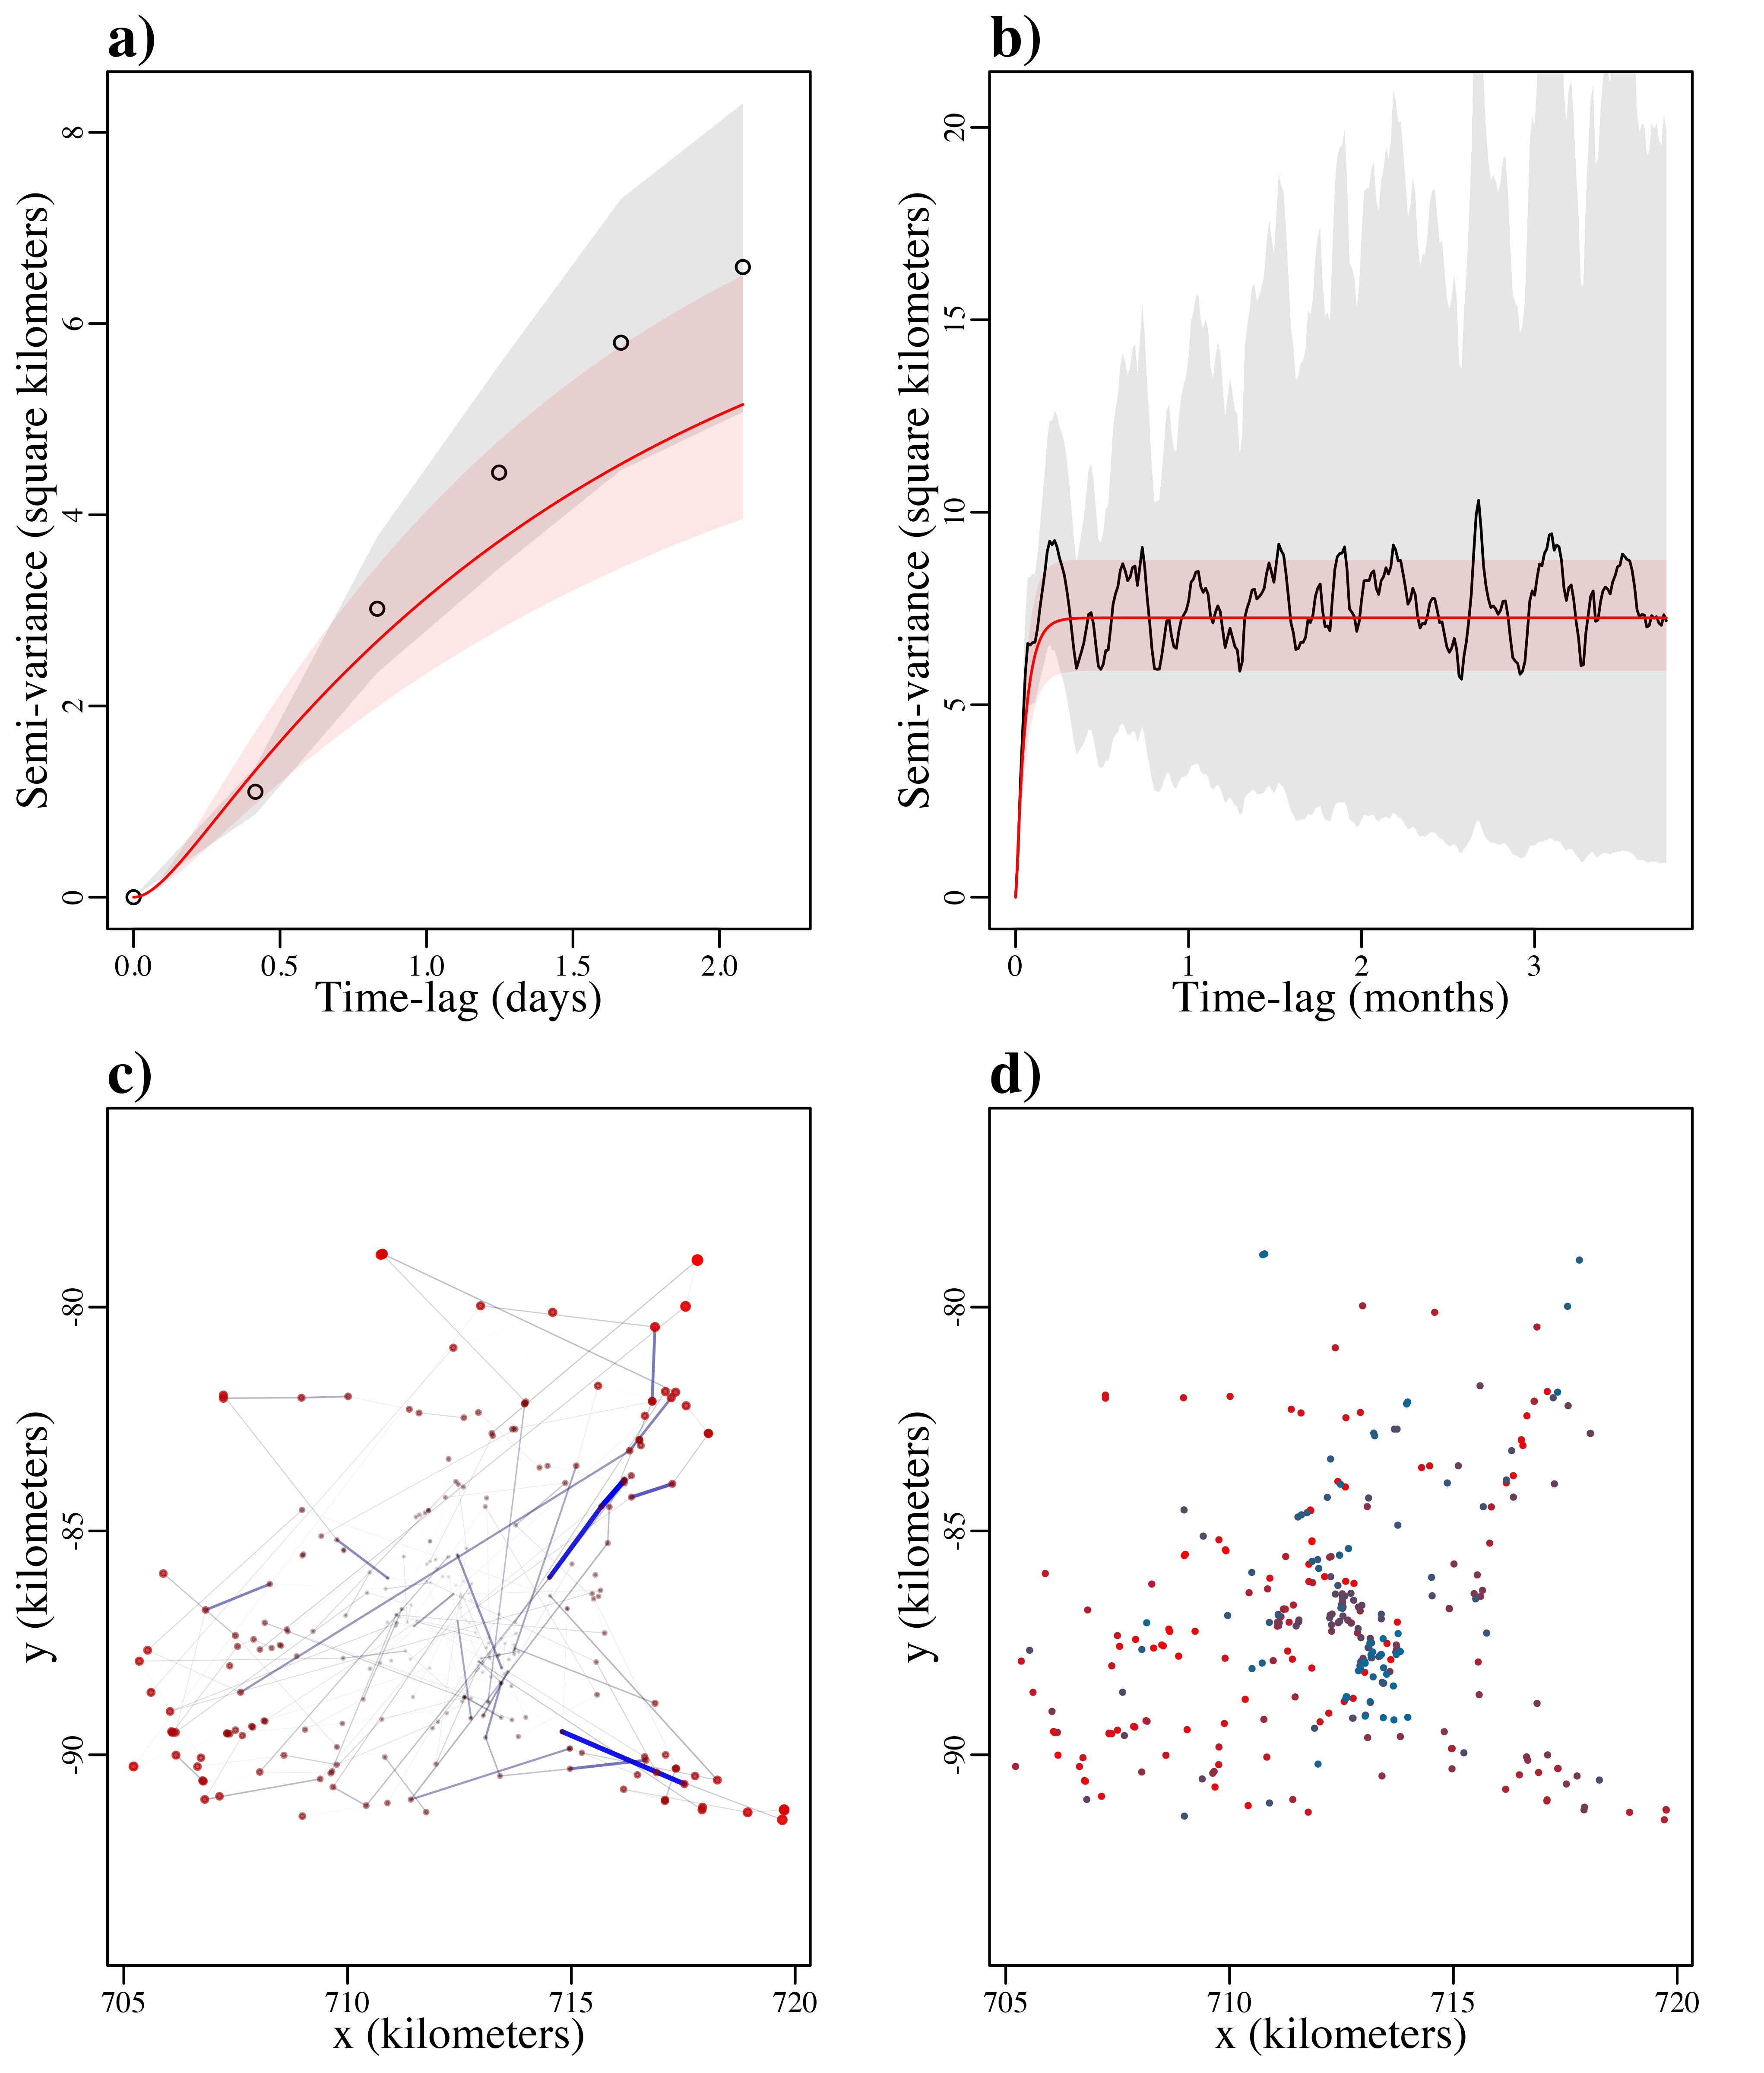 a)
Semi-variance (square kilometers)
8
6
4
2
0
0.0 0.5 1.0 1.5 2.0
Time-lag (days)
b)
Semi-variance (square kilometers)
20
15
10
5
0
0 1 2 3
Time-lag (months)
c)
y (kilometers)
-80
-85
-90
705 710 715 720
x (kilometers)
d)
y (kilometers)
-80
-85
-90
705 710 715 720
x (kilometers)